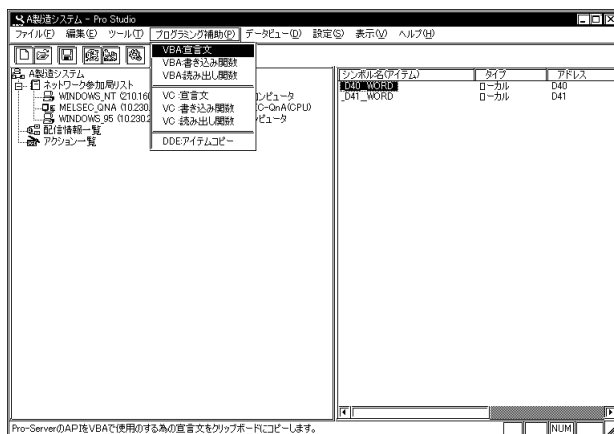 A製造システム - Pro Studio
ファイル(F) 編集(E) ツール(T) プログラミング補助(P) データビュー(D) 設定(S) 表示(V) ヘルプ(H)
VBA:宣言文
VBA:書き込み関数
VBA:読み出し関数
VC :宣言文
VC :書き込み関数
VC :読み出し関数
DDE:アイテムコピー
A製造システム
ネットワーク参加局リスト
WINDOWS_NT (210.16 ンピュータ
MELSEC_QNA (10.230. C-QnA(CPU)
WINDOWS_95 (10.230.2 ピュータ
配信情報一覧
アクション一覧
シンボル名(アイテム) タイプ アドレス
_D40_WORD ローカル D40
_D41_WORD ローカル D41
Pro-ServerのAPIをVBAで使用のする為の宣言文をクリップボードにコピーします。 NUM